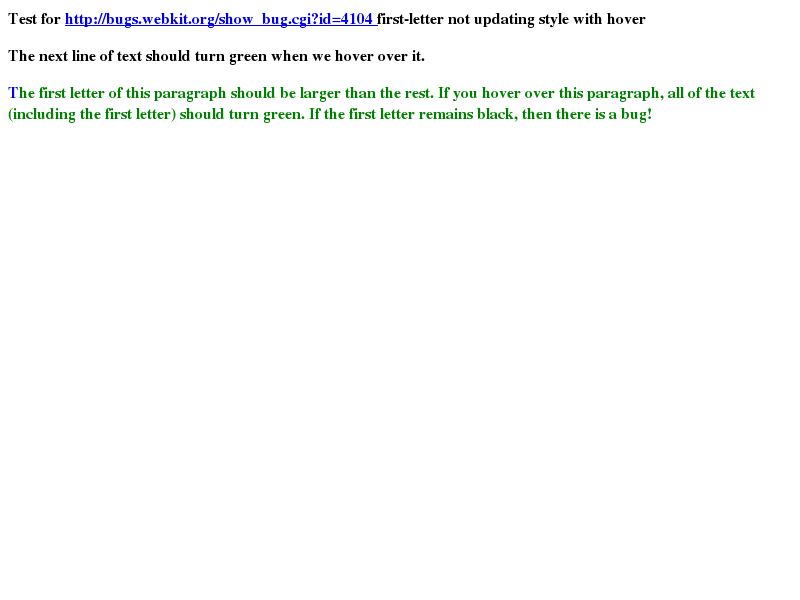 Test for http://bugs.webkit.org/show_bug.cgi?id=4104 first-letter not updating style with hover
The next line of text should turn green when we hover over it.
The first letter of this paragraph should be larger than the rest. If you hover over this paragraph, all of the text
(including the first letter) should turn green. If the first letter remains black, then there is a bug!